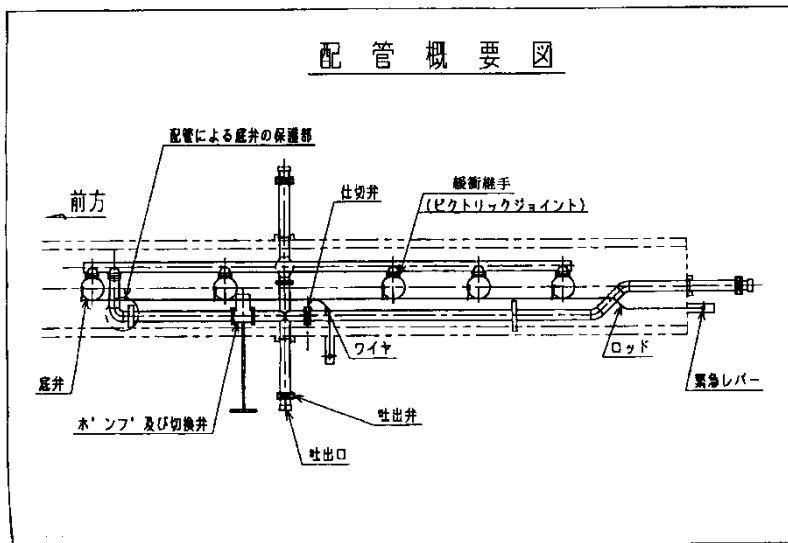 配管概要図
配管による底弁の保護部
仕切弁
緩衝継手
(ビクトリックジョイント)
前方
底弁
ポンプ及び切換弁
ワイヤ
ロッド
緊急レバー
吐出弁
吐出口